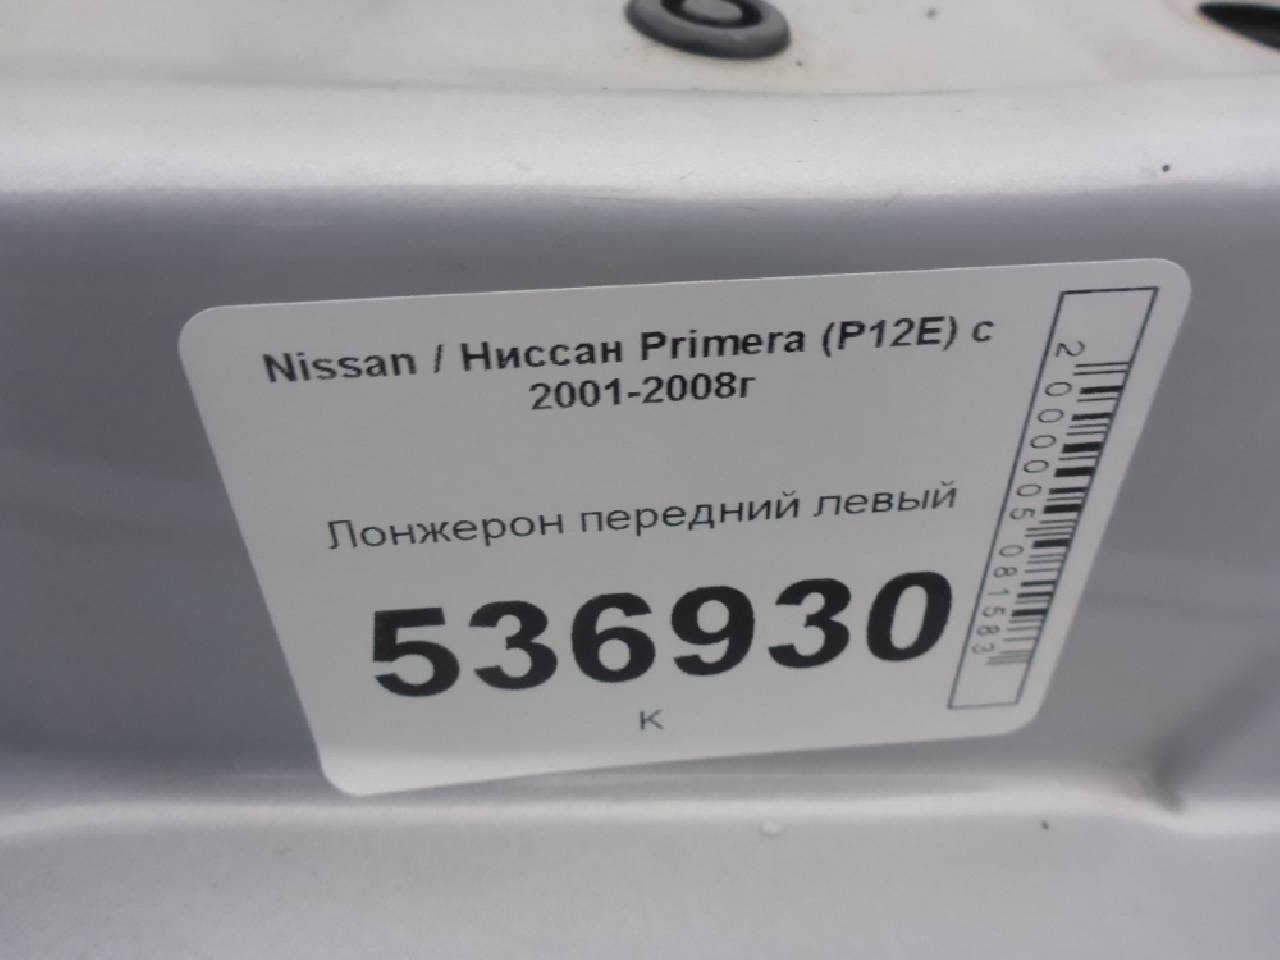 Nissan / Ниссан Primera (P12E) с
2001-2008г
Лонжерон передний левый
536930
К
2000005081583